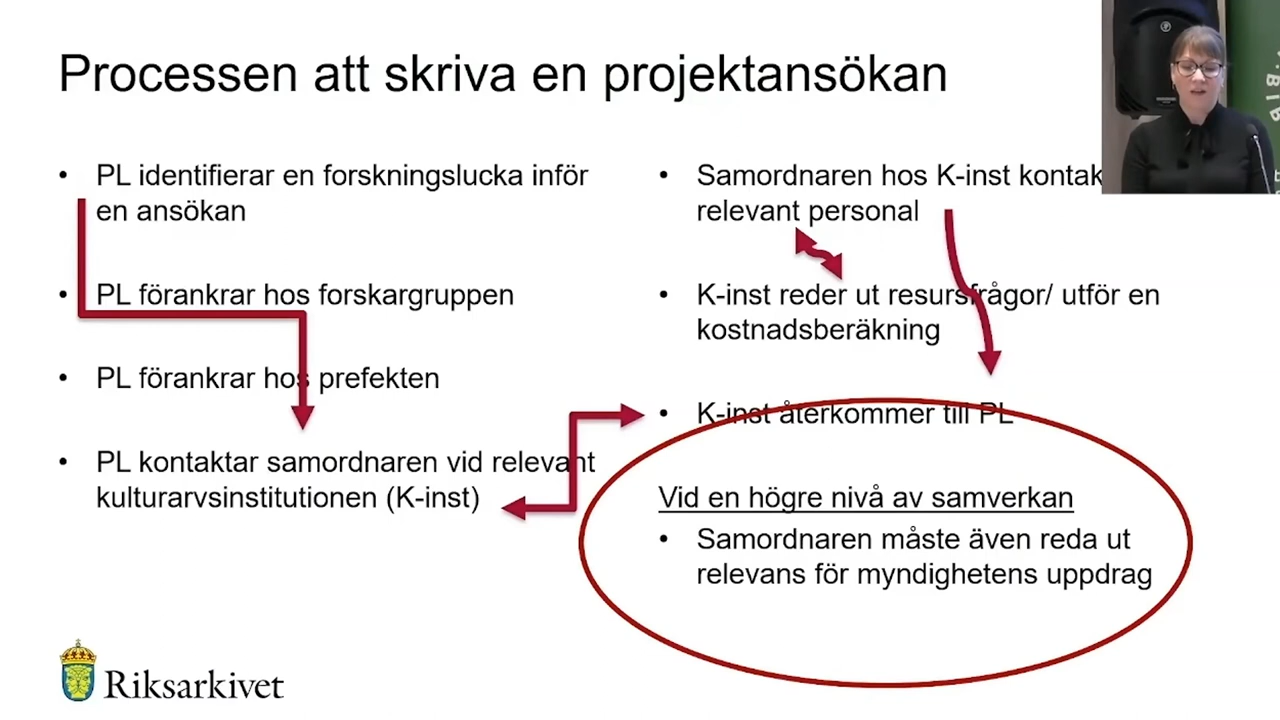 Processen att skriva en projektansökan
• PL identifierar en forskningslucka inför
en ansökan
• PL förankrar hos forskargruppen
• PL förankrar hos prefekten
• PL kontaktar samordnaren vid relevant
kulturarvsinstitutionen (K-inst)
• Samordnaren hos K-inst kontak
relevant personal
• K-inst reder ut resursfrågor/ utför en
kostnadsberäkning
• K-inst återkommer till PL
Vid en högre nivå av samverkan
• Samordnaren måste även reda ut
relevans för myndighetens uppdrag
Riksarkivet
BIB